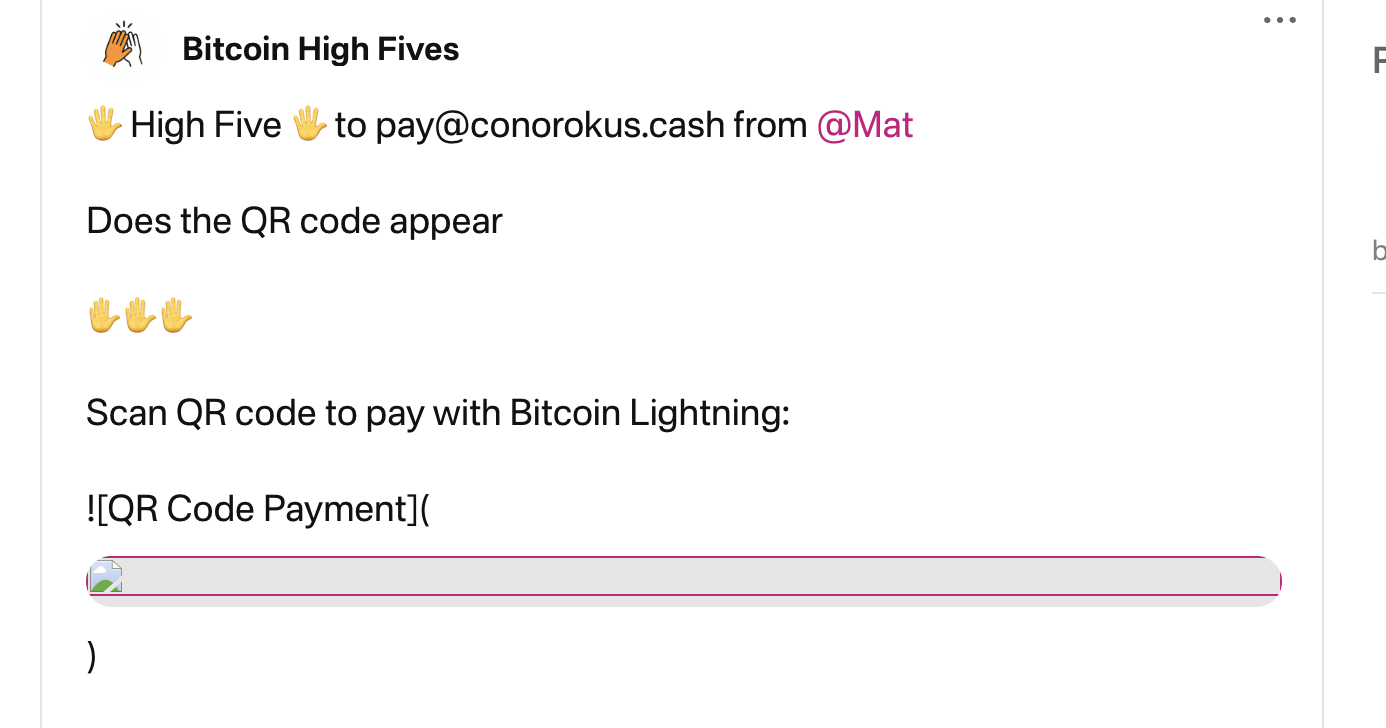 Bitcoin High Fives
🖐️ High Five 🖐️ to pay@conorokus.cash from @Mat
Does the QR code appear
🖐️🖐️🖐️
Scan QR code to pay with Bitcoin Lightning:
![QR Code Payment](
)